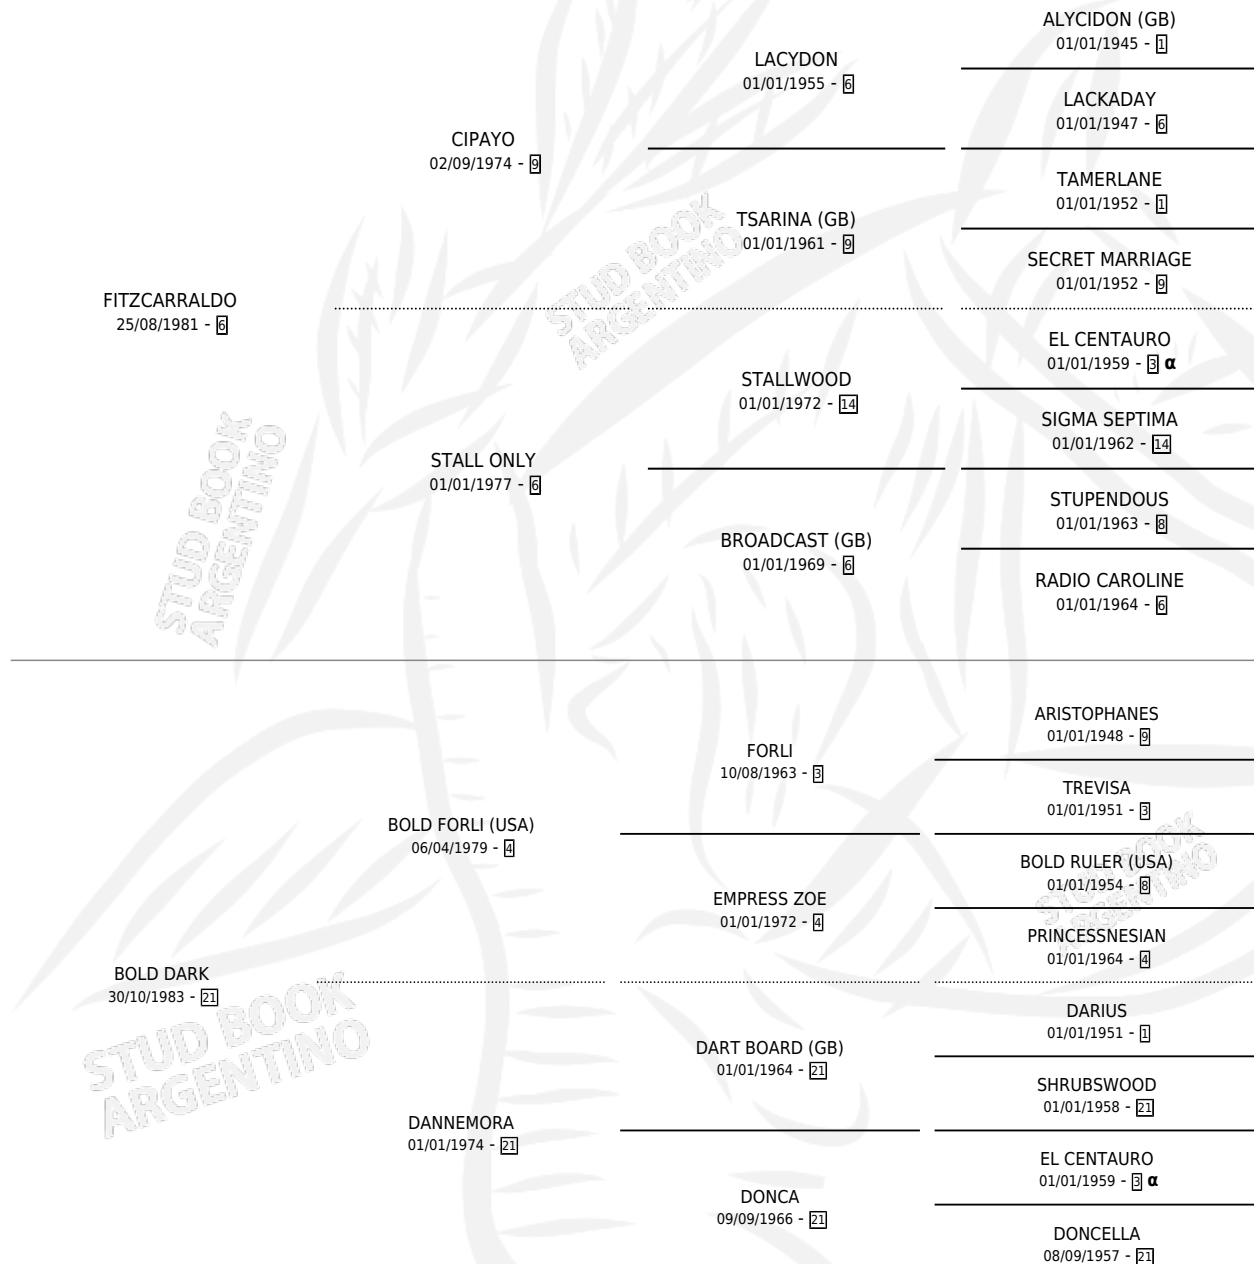 ALYCIDON (GB)
01/01/1945 - 1
LACYDON
01/01/1955 - 6
LACKADAY
01/01/1947 - 6
CIPAYO
02/09/1974 - 9
TAMERLANE
01/01/1952 - 1
TSARINA (GB)
01/01/1961 - 9
SECRET MARRIAGE
01/01/1952 - 9
FITZCARRALDO
25/08/1981 - 6
EL CENTAURO
01/01/1959 - 3 α
STALLWOOD
01/01/1972 - 14
SIGMA SEPTIMA
01/01/1962 - 14
STALL ONLY
01/01/1977 - 6
STUPENDOUS
01/01/1963 - 8
BROADCAST (GB)
01/01/1969 - 6
RADIO CAROLINE
01/01/1964 - 6
ARISTOPHANES
01/01/1948 - 9
FORLI
10/08/1963 - 3
TREVISA
01/01/1951 - 3
BOLD FORLI (USA)
06/04/1979 - 4
BOLD RULER (USA)
01/01/1954 - 8
EMPRESS ZOE
01/01/1972 - 4
PRINCESSNESIAN
01/01/1964 - 4
BOLD DARK
30/10/1983 - 21
DARIUS
01/01/1951 - 1
DART BOARD (GB)
01/01/1964 - 21
SHRUBSWOOD
01/01/1958 - 21
DANNEMORA
01/01/1974 - 21
EL CENTAURO
01/01/1959 - 3 α
DONCA
09/09/1966 - 21
DONCELLA
08/09/1957 - 21
STUD BOOK
ARGENTINO
STUD BOOK
ARGENTINO
STUD BOOK
ARGENTINO
STUD BOOK
ARGENTINO